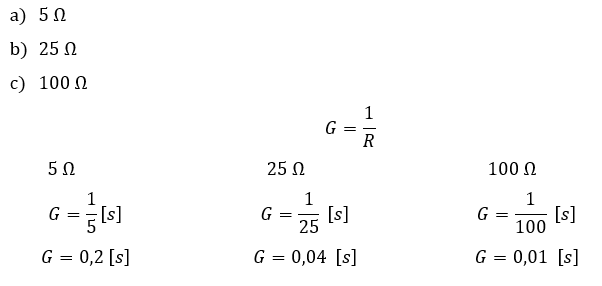 a) 5 Ω
b) 25 Ω
c) 100 Ω
G = 1/R
5 Ω 25 Ω 100 Ω
G = 1/5 [s] G = 1/25 [s] G = 1/100 [s]
G = 0,2 [s] G = 0,04 [s] G = 0,01 [s]